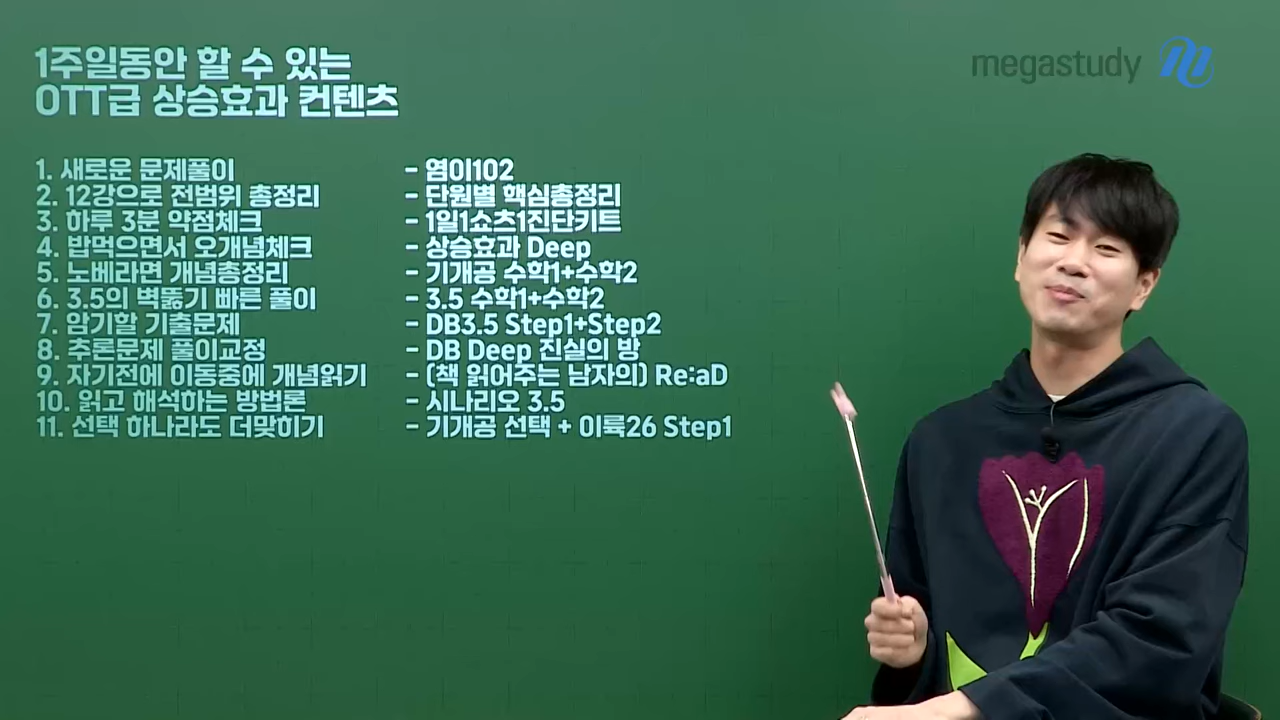 1주일동안 할 수 있는
OTT급 상승효과 컨텐츠
megastudy
1. 새로운 문제풀이 - 염이102
2. 12강으로 전범위 총정리 - 단원별 핵심총정리
3. 하루 3분 약점체크 - 1일1쇼츠1진단키트
4. 밥먹으면서 오개념체크 - 상승효과 Deep
5. 노베라면 개념총정리 - 기개공 수학1+수학2
6. 3.5의 벽뚫기 빠른 풀이 - 3.5 수학1+수학2
7. 암기할 기출문제 - DB3.5 Step1+Step2
8. 추론문제 풀이교정 - DB Deep 진실의 방
9. 자기전에 이동중에 개념읽기 - (책 읽어주는 남자의) Re:aD
10. 읽고 해석하는 방법론 - 시나리오 3.5
11. 선택 하나라도 더맞히기 - 기개공 선택 + 이륙26 Step1